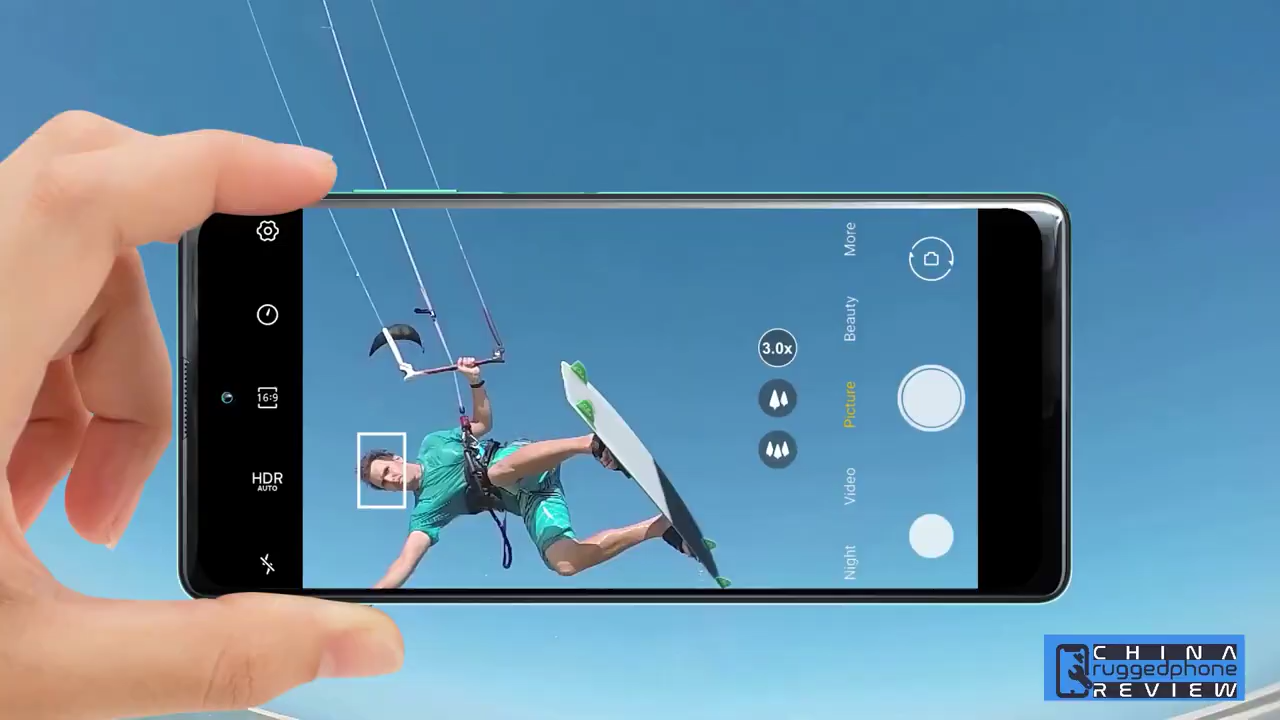 16:9
HDR
AUTO
3.0x
More
Beauty
Picture
Video
Night
CHINA
ruggedphone
REVIEW